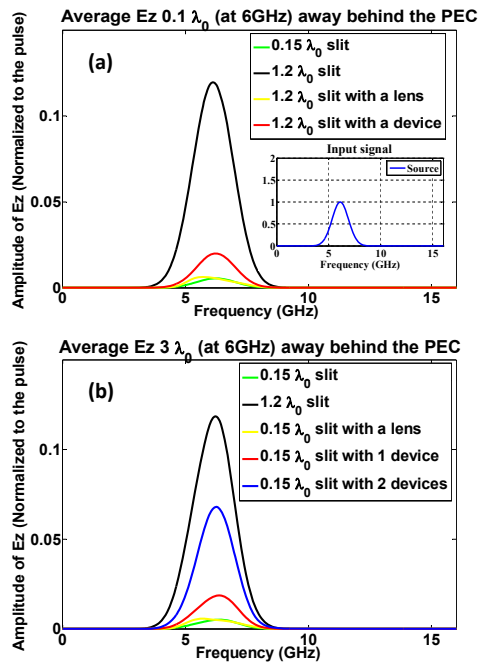 Average Ez 0.1 λ0 (at 6GHz) away behind the PEC
Amplitude of Ez (Normalized to the pulse)
(a)
0.15 λ0 slit
1.2 λ0 slit
1.2 λ0 slit with a lens
1.2 λ0 slit with a device
0.1
0.05
0
Input signal
Source
2
1.5
1
0.5
0
0 5 10 15
Frequency (GHz)
0 5 10 15
Frequency (GHz)
Average Ez 3 λ0 (at 6GHz) away behind the PEC
Amplitude of Ez (Normalized to the pulse)
(b)
0.15 λ0 slit
1.2 λ0 slit
0.15 λ0 slit with a lens
0.15 λ0 slit with 1 device
0.15 λ0 slit with 2 devices
0.1
0.05
0
0 5 10 15
Frequency (GHz)